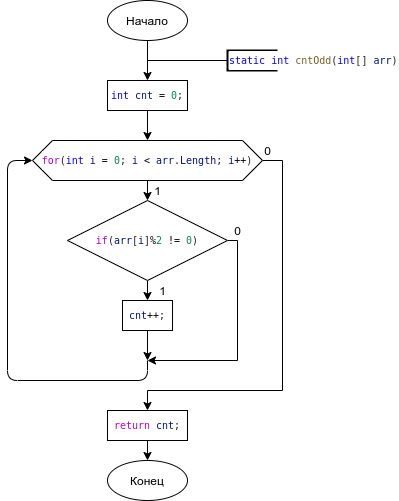 Начало
static int cntOdd(int[] arr)
int cnt = 0;
for(int i = 0; i < arr.Length; i++)
0
1
if(arr[i]%2 != 0)
0
1
cnt++;
return cnt;
Конец